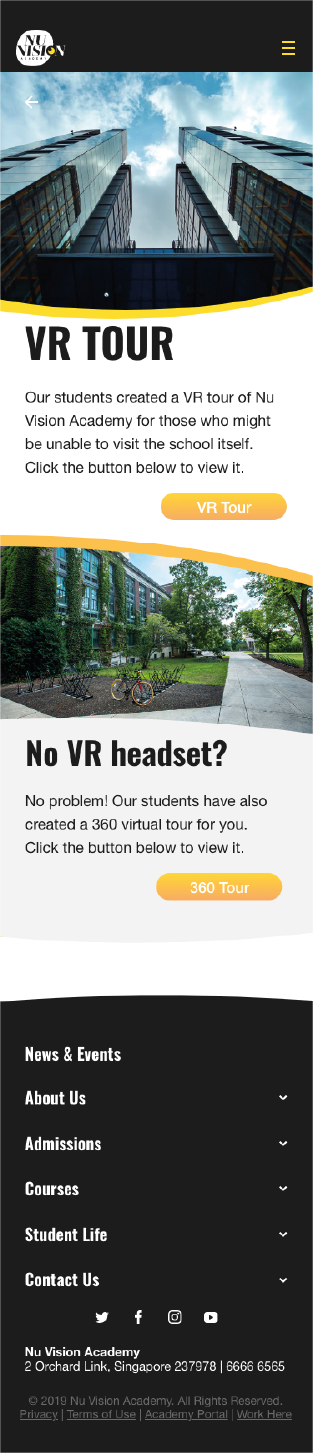 NU
VISION
ACADEMY
VR TOUR
Our students created a VR tour of Nu
Vision Academy for those who might
be unable to visit the school itself.
Click the button below to view it.
VR Tour
No VR headset?
No problem! Our students have also
created a 360 virtual tour for you.
Click the button below to view it.
360 Tour
News & Events
About Us
Admissions
Courses
Student Life
Contact Us
Nu Vision Academy
2 Orchard Link, Singapore 237978 | 6666 6565
© 2019 Nu Vision Academy. All Rights Reserved.
Privacy | Terms of Use | Academy Portal | Work Here